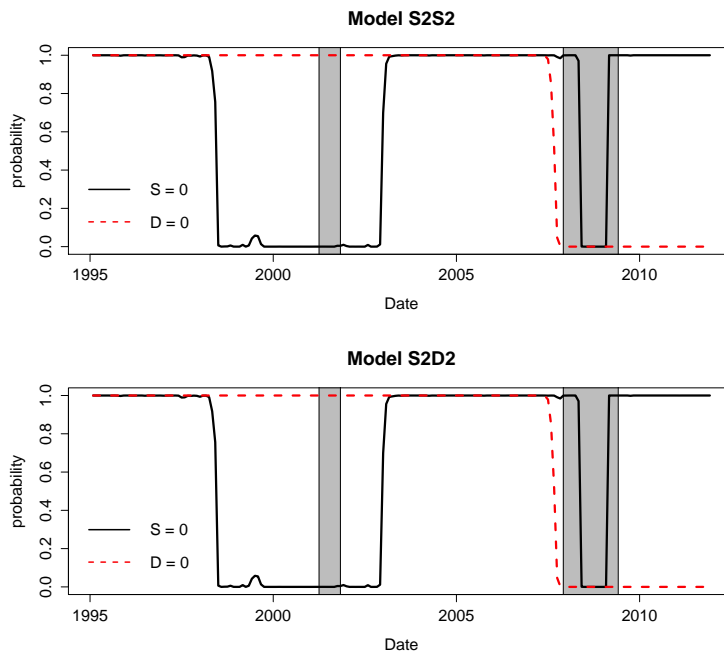 Model S2S2
probability
1.0
0.8
0.6
0.4
0.2
0.0
S = 0
D = 0
1995 2000 2005 2010
Date
Model S2D2
probability
1.0
0.8
0.6
0.4
0.2
0.0
S = 0
D = 0
1995 2000 2005 2010
Date